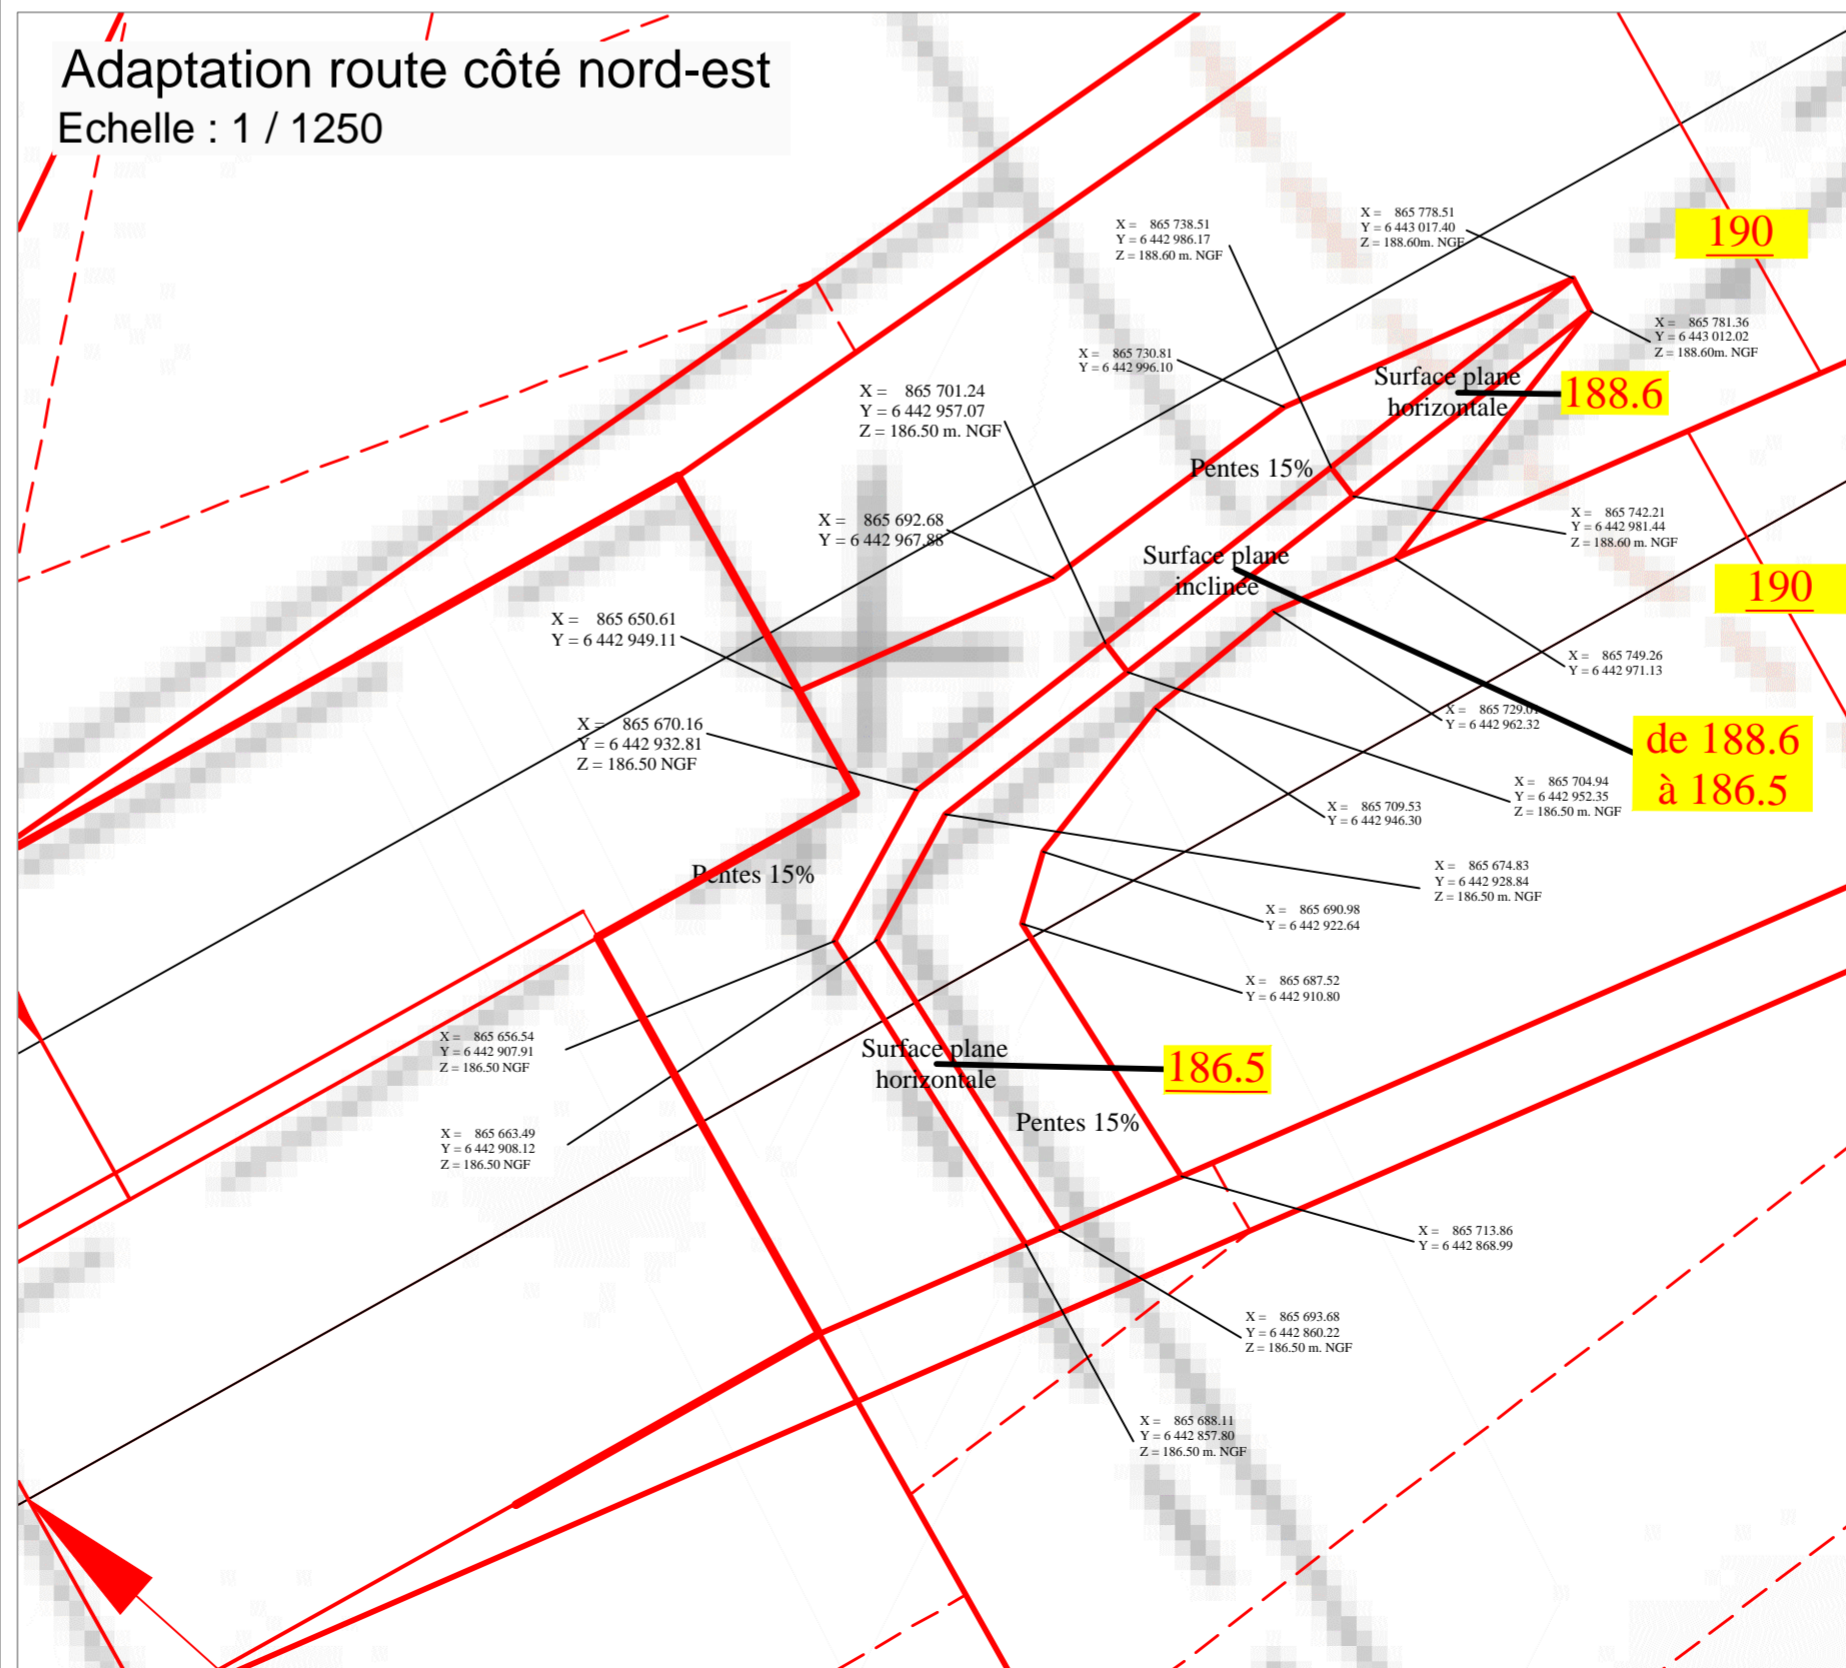 Adaptation route côté nord-est
Echelle : 1 / 1250
X = 865 738.51
Y = 6 442 986.17
Z = 188.60 m. NGF
X = 865 778.51
Y = 6 443 017.40
Z = 188.60m. NGF
190
X = 865 781.36
Y = 6 443 012.02
Z = 188.60m. NGF
X = 865 730.81
Y = 6 442 996.10
Surface plane
horizontale
188.6
X = 865 701.24
Y = 6 442 957.07
Z = 186.50 m. NGF
Pentes 15%
X = 865 692.68
Y = 6 442 967.88
X = 865 742.21
Y = 6 442 981.44
Z = 188.60 m. NGF
Surface plane
inclinée
190
X = 865 650.61
Y = 6 442 949.11
X = 865 749.26
Y = 6 442 971.13
X = 865 729.01
Y = 6 442 962.32
X = 865 670.16
Y = 6 442 932.81
Z = 186.50 NGF
de 188.6
à 186.5
X = 865 704.94
Y = 6 442 952.35
Z = 186.50 m. NGF
X = 865 709.53
Y = 6 442 946.30
Pentes 15%
X = 865 674.83
Y = 6 442 928.84
Z = 186.50 m. NGF
X = 865 690.98
Y = 6 442 922.64
X = 865 687.52
Y = 6 442 910.80
X = 865 656.54
Y = 6 442 907.91
Z = 186.50 NGF
Surface plane
horizontale
186.5
Pentes 15%
X = 865 663.49
Y = 6 442 908.12
Z = 186.50 NGF
X = 865 713.86
Y = 6 442 868.99
X = 865 693.68
Y = 6 442 860.22
Z = 186.50 m. NGF
X = 865 688.11
Y = 6 442 857.80
Z = 186.50 m. NGF